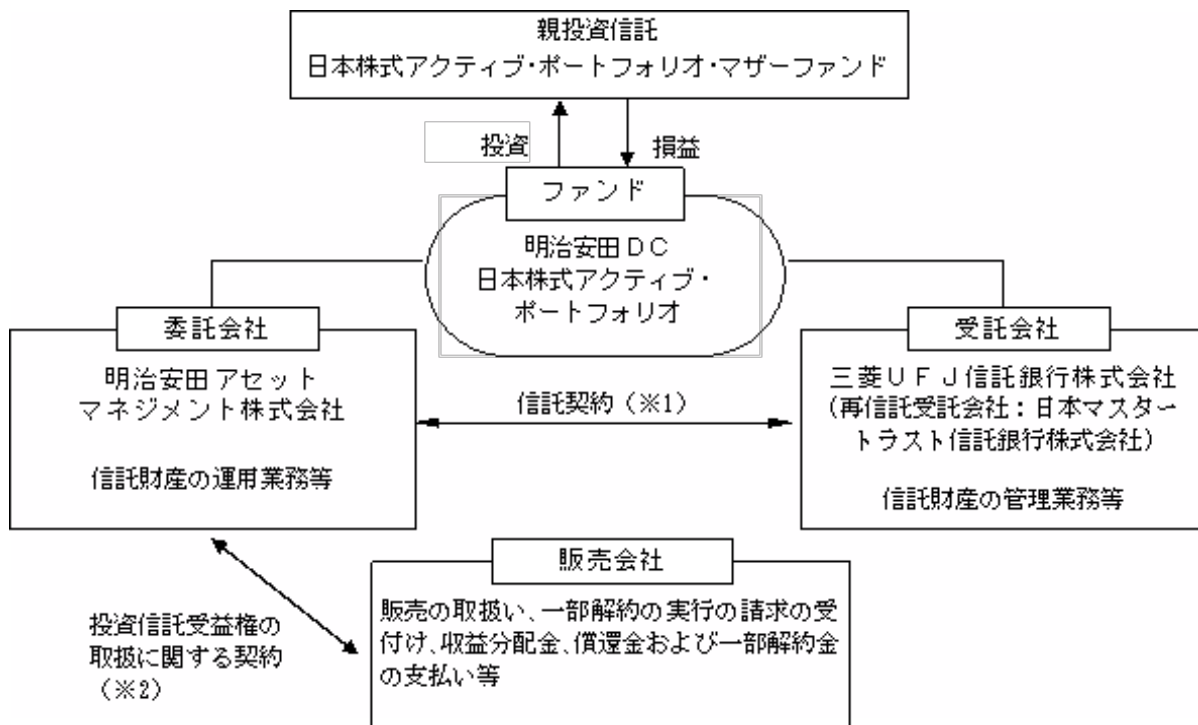 親投資信託
日本株式アクティブ・ポートフォリオ・マザーファンド
投資
損益
ファンド
明治安田ＤＣ
日本株式アクティブ・
ポートフォリオ
委託会社
明治安田アセット
マネジメント株式会社
信託財産の運用業務等
信託契約（※1）
受託会社
三菱ＵＦＪ信託銀行株式会社
(再信託受託会社：日本マスター
トラスト信託銀行株式会社)
信託財産の管理業務等
投資信託受益権の
取扱に関する契約
（※2）
販売会社
販売の取扱い、一部解約の実行の請求の受
付け、収益分配金、償還金および一部解約金
の支払い等